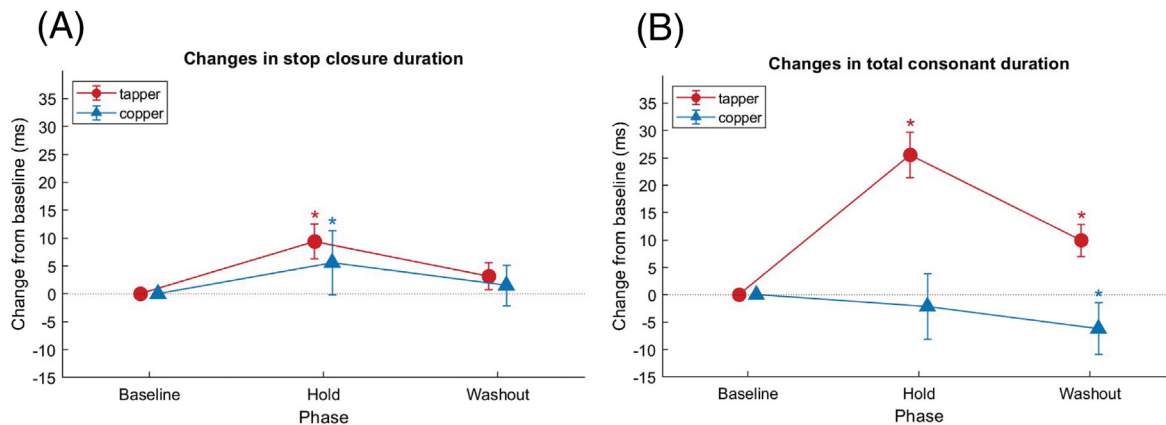 (A)
Changes in stop closure duration
tapper
copper
35
30
25
20
15
10
5
0
-5
-10
-15
Change from baseline (ms)
*
*
Baseline
Hold
Washout
Phase
(B)
Changes in total consonant duration
tapper
copper
35
30
25
20
15
10
5
0
-5
-10
-15
Change from baseline (ms)
*
*
*
Baseline
Hold
Washout
Phase